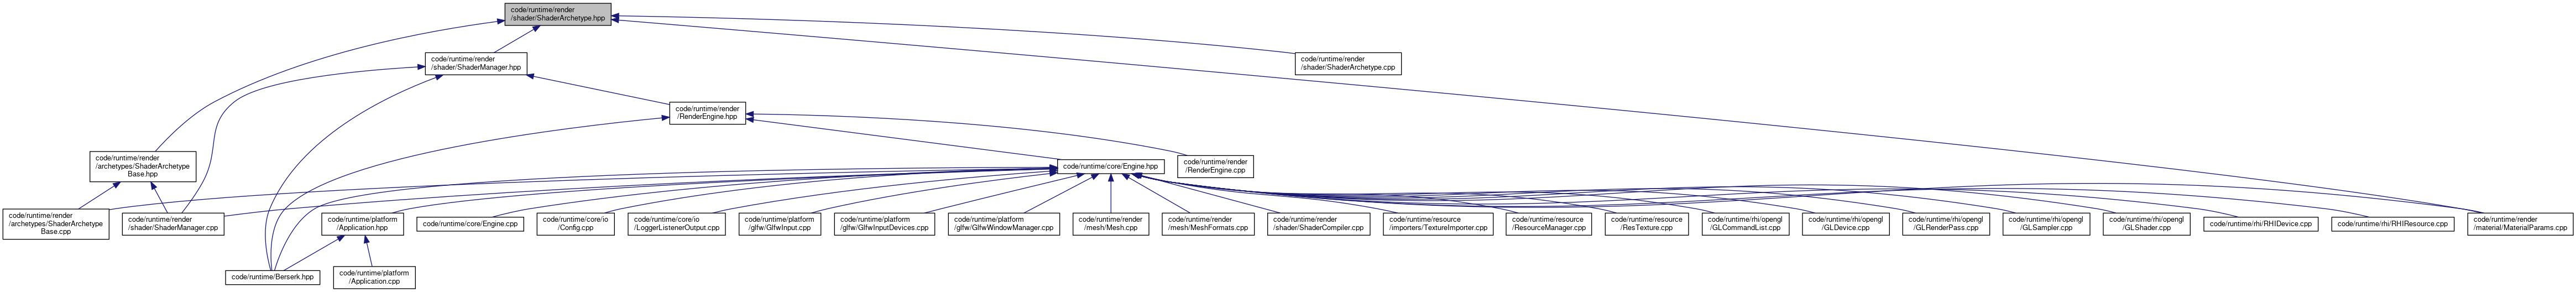 code/runtime/render
/shader/ShaderArchetype.hpp
code/runtime/render
/shader/ShaderManager.hpp
code/runtime/render
/shader/ShaderArchetype.cpp
code/runtime/render
/RenderEngine.hpp
code/runtime/render
/archetypes/ShaderArchetype
Base.hpp
code/runtime/core/Engine.hpp
code/runtime/render
/RenderEngine.cpp
code/runtime/render
/archetypes/ShaderArchetype
Base.cpp
code/runtime/render
/shader/ShaderManager.cpp
code/runtime/platform
/Application.hpp
code/runtime/core/Engine.cpp
code/runtime/core/io
/Config.cpp
code/runtime/core/io
/LoggerListenerOutput.cpp
code/runtime/platform
/glfw/GlfwInput.cpp
code/runtime/platform
/glfw/GlfwInputDevices.cpp
code/runtime/platform
/glfw/GlfwWindowManager.cpp
code/runtime/render
/mesh/Mesh.cpp
code/runtime/render
/mesh/MeshFormats.cpp
code/runtime/render
/shader/ShaderCompiler.cpp
code/runtime/resource
/importers/TextureImporter.cpp
code/runtime/resource
/ResourceManager.cpp
code/runtime/resource
/ResTexture.cpp
code/runtime/rhi/opengl
/GLCommandList.cpp
code/runtime/rhi/opengl
/GLDevice.cpp
code/runtime/rhi/opengl
/GLRenderPass.cpp
code/runtime/rhi/opengl
/GLSampler.cpp
code/runtime/rhi/opengl
/GLShader.cpp
code/runtime/rhi/RHIDevice.cpp
code/runtime/rhi/RHIResource.cpp
code/runtime/render
/material/MaterialParams.cpp
code/runtime/Berserk.hpp
code/runtime/platform
/Application.cpp